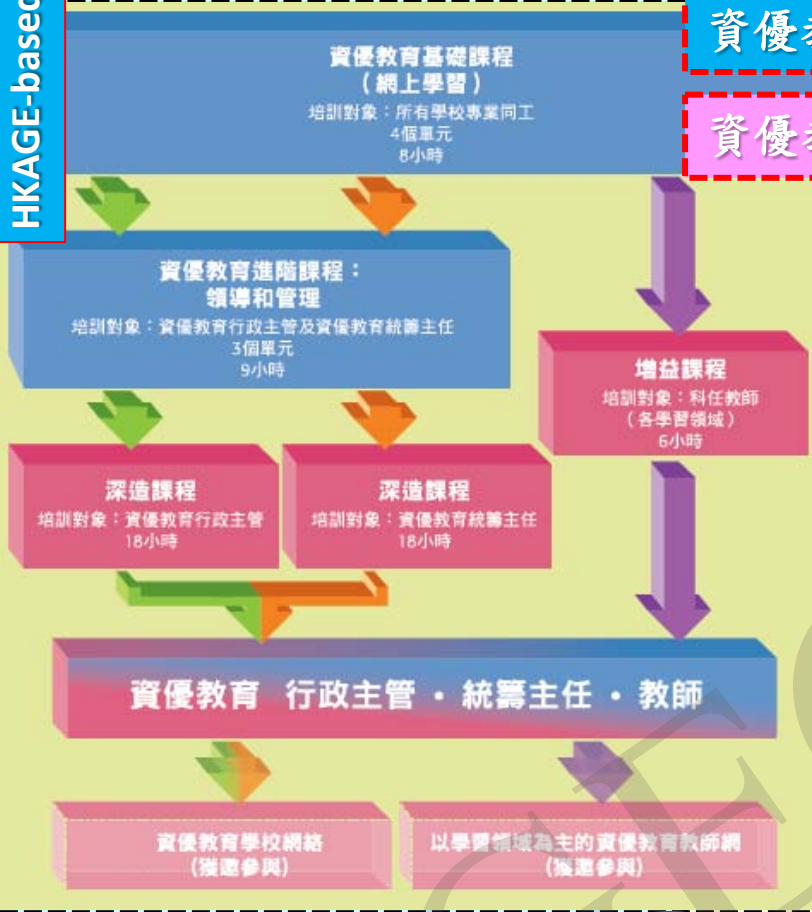 HKAGE-based
資優教
資優教
資優教育基礎課程
(網上學習)
培訓對象：所有學校專業同工
4個單元
8小時
資優教育進階課程：
領導和管理
培訓對象：資優教育行政主管及資優教育統籌主任
3個單元
9小時
增益課程
培訓對象：科任教師
(各學習領域)
6小時
深造課程
培訓對象：資優教育行政主管
18小時
深造課程
培訓對象：資優教育統籌主任
18小時
資優教育 行政主管・統籌主任・教師
資優教育學校網絡
(獲邀參與)
以學習領域為主的資優教育教師網
(獲邀參與)